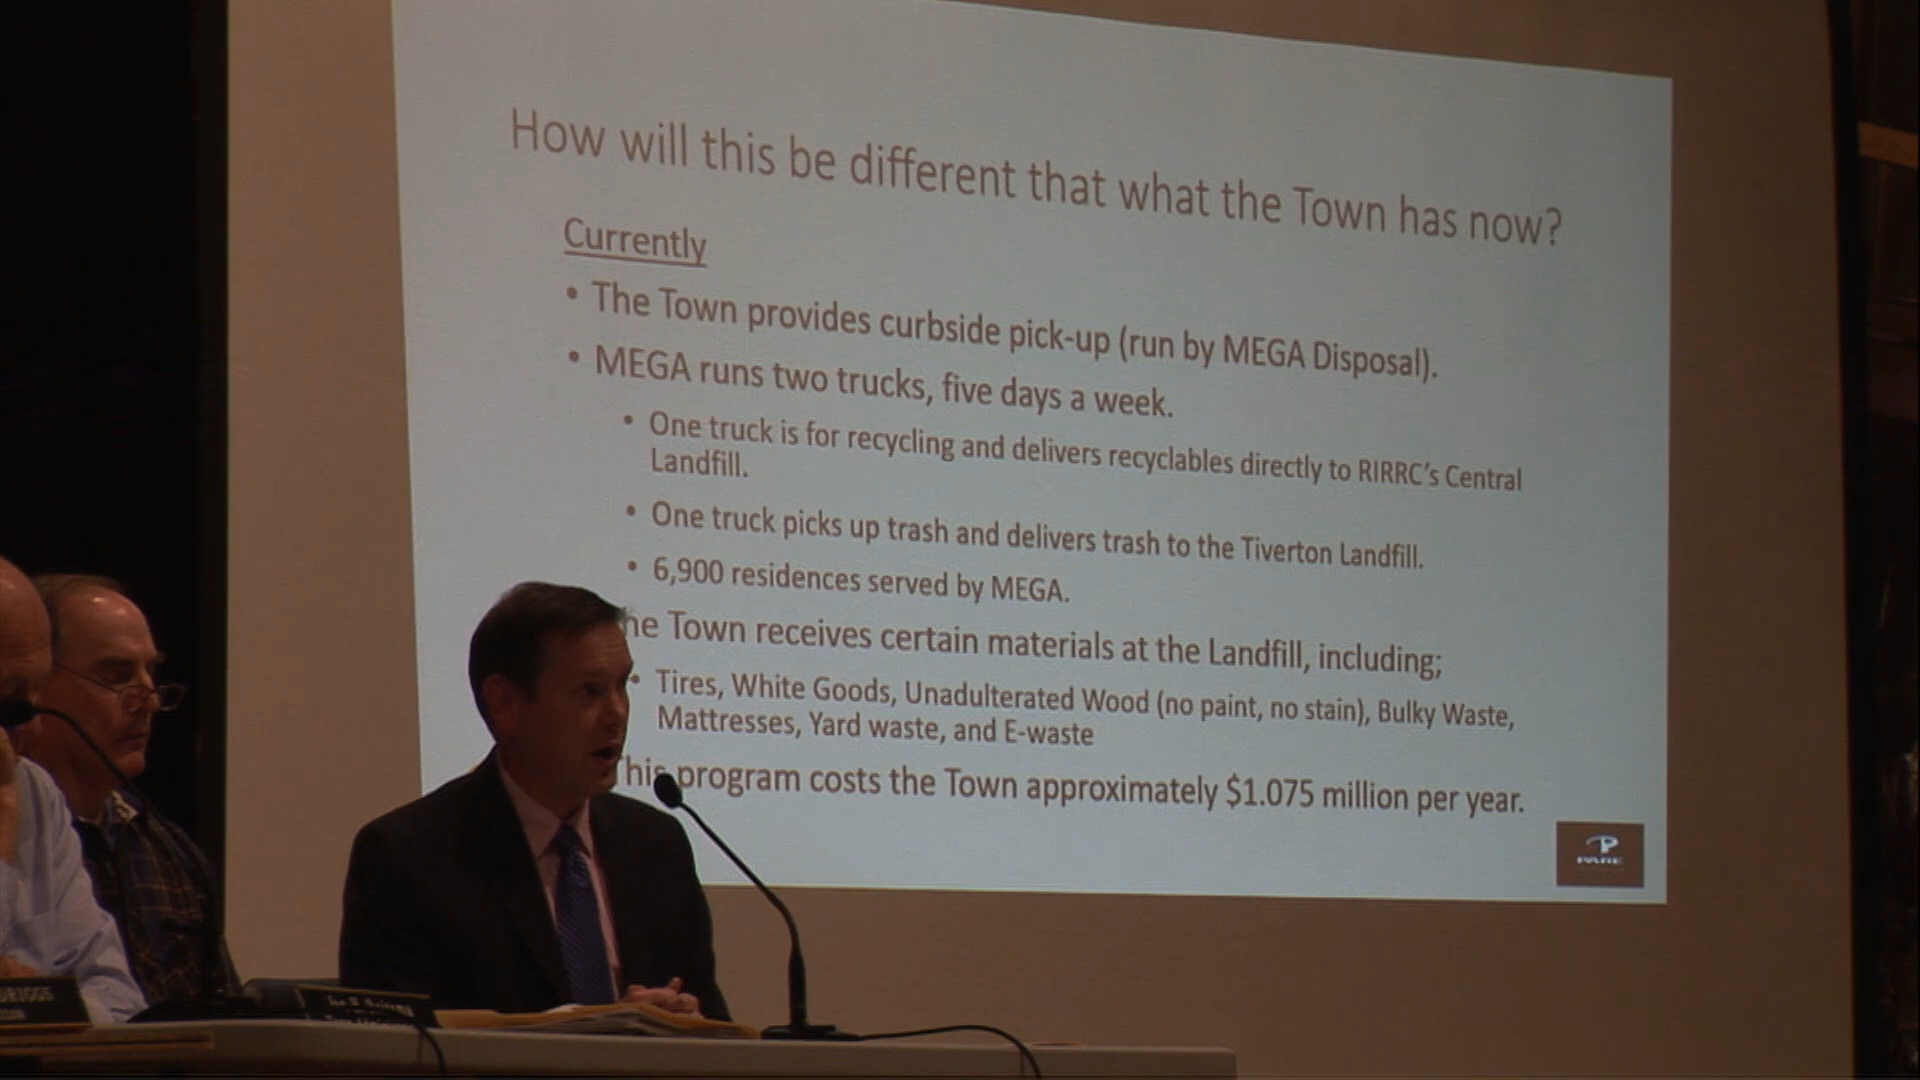 How will this be different that what the Town has now?
Currently
• The Town provides curbside pick-up (run by MEGA Disposal).
• MEGA runs two trucks, five days a week.
• One truck is for recycling and delivers recyclables directly to RIRRC's Central
Landfill.
• One truck picks up trash and delivers trash to the Tiverton Landfill.
• 6,900 residences served by MEGA.
he Town receives certain materials at the Landfill, including;
• Tires, White Goods, Unadulterated Wood (no paint, no stain), Bulky Waste,
Mattresses, Yard waste, and E-waste
This program costs the Town approximately $1.075 million per year.
P
PARE
DRIGGS